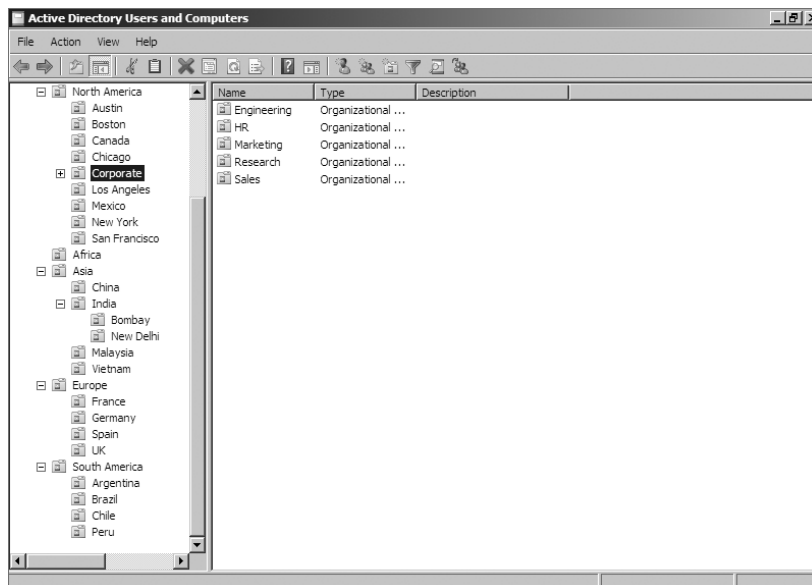 Active Directory Users and Computers
File Action View Help
North America
Austin
Boston
Canada
Chicago
Corporate
Los Angeles
Mexico
New York
San Francisco
Africa
Asia
China
India
Bombay
New Delhi
Malaysia
Vietnam
Europe
France
Germany
Spain
UK
South America
Argentina
Brazil
Chile
Peru
Name Type Description
Engineering Organizational ...
HR Organizational ...
Marketing Organizational ...
Research Organizational ...
Sales Organizational ...